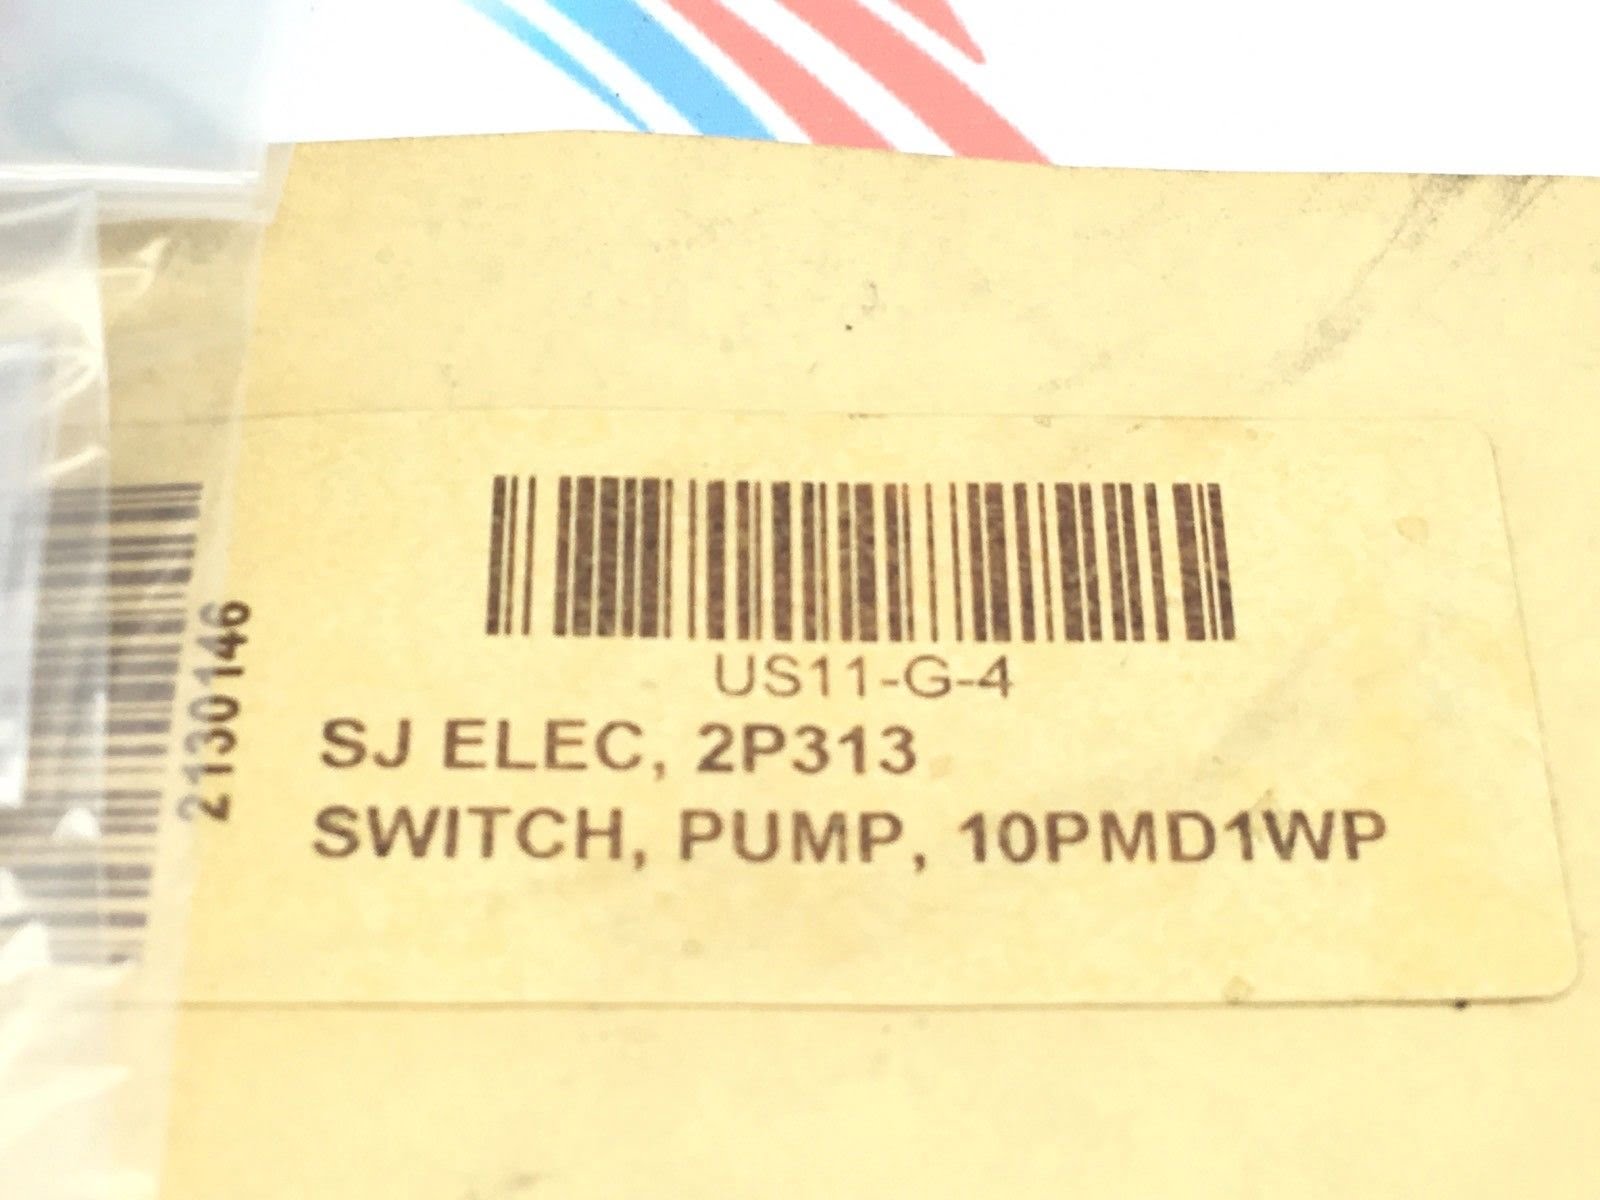 US11-G-4
SJ ELEC, 2P313
SWITCH, PUMP, 10PMD1WP
2130146